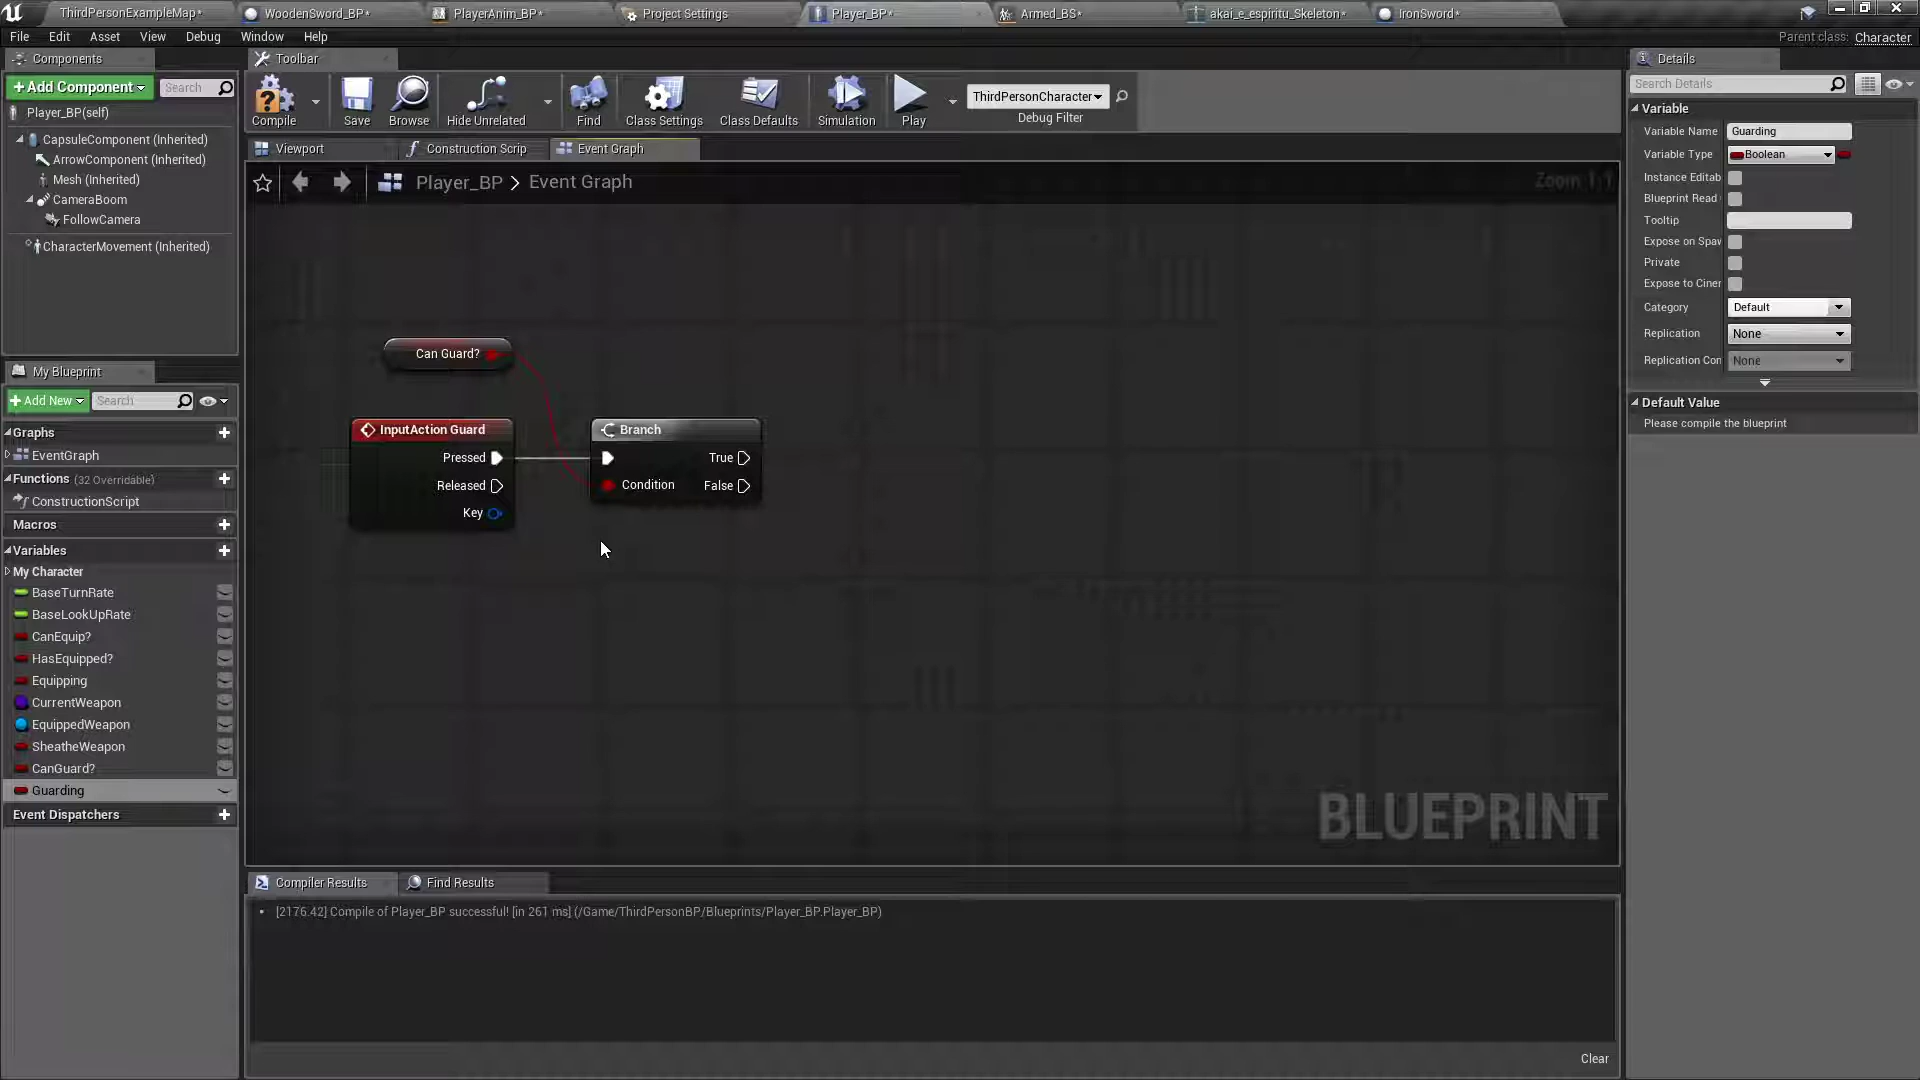 ThirdPersonExampleMap*
WoodenSword_BP*
PlayerAnim_BP*
Project Settings
Player_BP*
Armed_BS*
akai_e_espiritu_Skeleton*
IronSword*
File Edit Asset View Debug Window Help
Parent class: Character
Components
Toolbar
Details
+Add Component
Search
Compile
Save
Browse
Hide Unrelated
Find
Class Settings
Class Defaults
Simulation
Play
ThirdPersonCharacter
Debug Filter
Search Details
Player_BP(self)
CapsuleComponent (Inherited)
ArrowComponent (Inherited)
Mesh (Inherited)
CameraBoom
FollowCamera
CharacterMovement (Inherited)
Viewport
Construction Scrip
Event Graph
Player_BP > Event Graph
Zoom 1:1
Can Guard?
InputAction Guard
Pressed
Released
Key
Branch
Condition
True
False
BLUEPRINT
Variable
Variable Name Guarding
Variable Type Boolean
Instance Editab
Blueprint Read
Tooltip
Expose on Spaw
Private
Expose to Ciner
Category Default
Replication None
Replication Con None
Default Value
Please compile the blueprint
My Blueprint
+Add New
Search
Graphs
EventGraph
Functions (32 Overridable)
ConstructionScript
Macros
Variables
My Character
BaseTurnRate
BaseLookUpRate
CanEquip?
HasEquipped?
Equipping
CurrentWeapon
EquippedWeapon
SheatheWeapon
CanGuard?
Guarding
Event Dispatchers
Compiler Results
Find Results
[2176.42] Compile of Player_BP successful! [in 261 ms] (/Game/ThirdPersonBP/Blueprints/Player_BP.Player_BP)
Clear